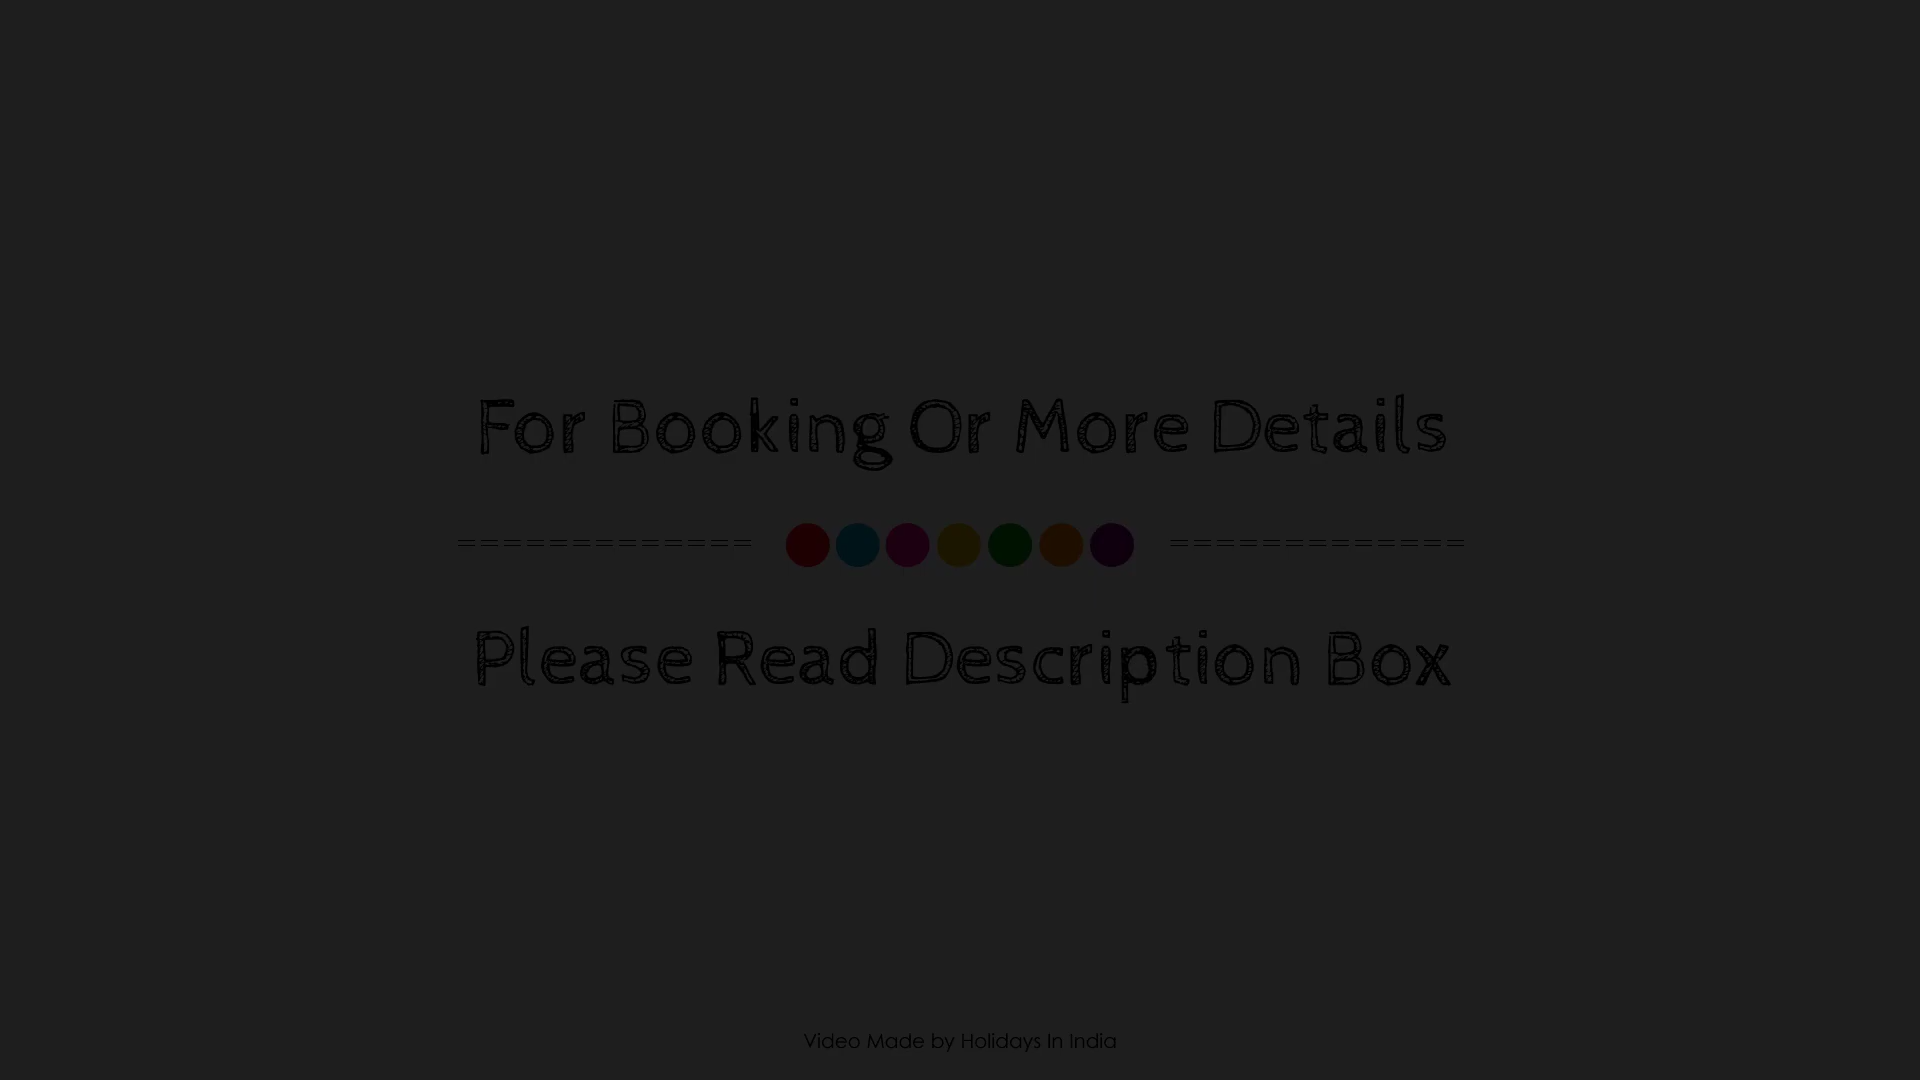 For Booking Or More Details
============= =============
Please Read Description Box
Video Made by Holidays In India